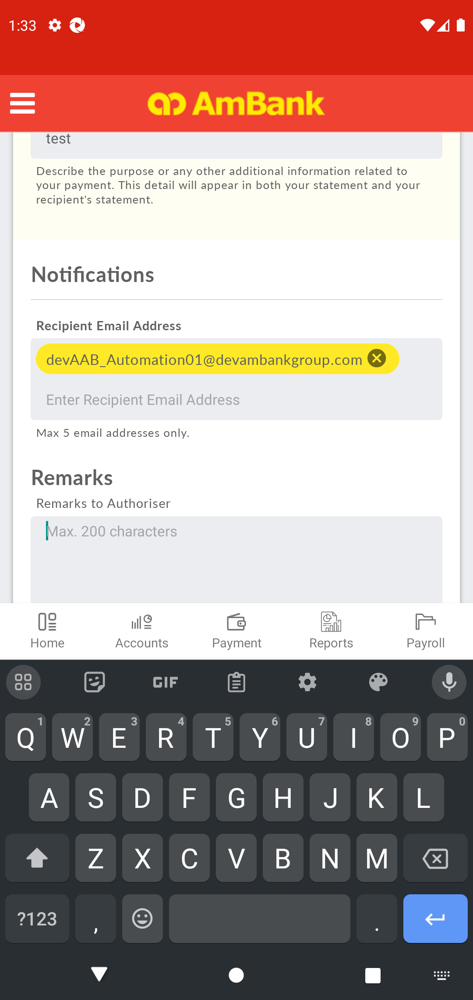 1:33
AmBank
test
Describe the purpose or any other additional information related to
your payment. This detail will appear in both your statement and your
recipient's statement.
Notifications
Recipient Email Address
devAAB_Automation01@devambankgroup.com
Enter Recipient Email Address
Max 5 email addresses only.
Remarks
Remarks to Authoriser
Max. 200 characters
Home Accounts Payment Reports Payroll
GIF
1 2 3 4 5 6 7 8 9 0
Q W E R T Y U I O P
A S D F G H J K L
Z X C V B N M
?123 , .